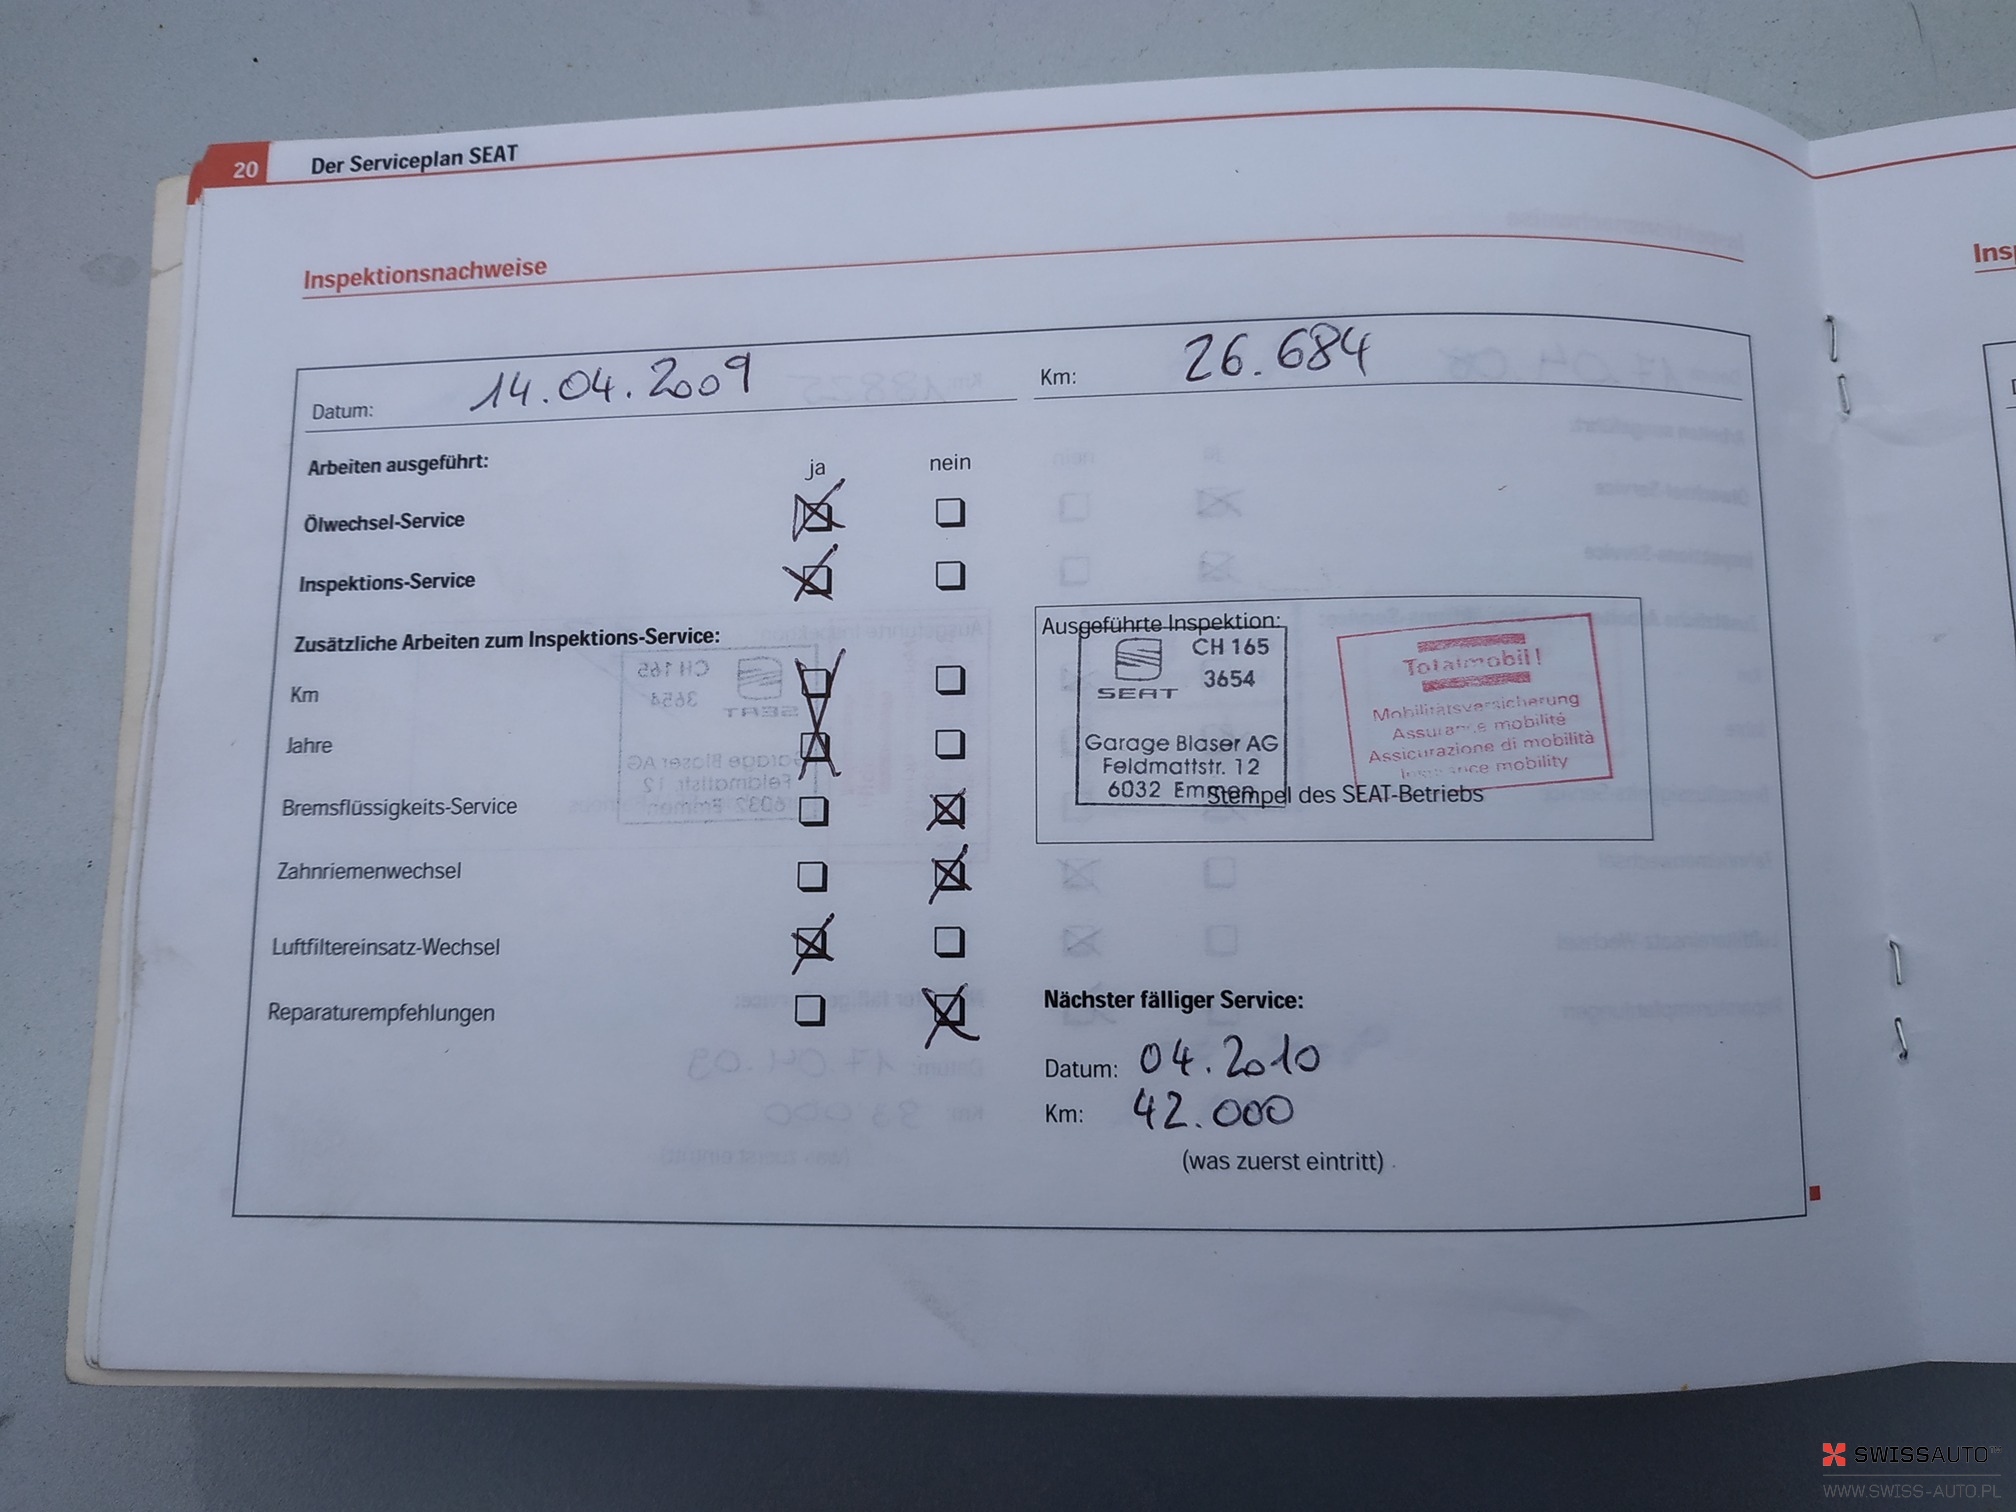 20 Der Serviceplan SEAT
Inspektionsnachweise
Datum: 14.04.2009 Km: 26.684
Arbeiten ausgeführt: ja nein
Ölwechsel-Service
Inspektions-Service
Zusätzliche Arbeiten zum Inspektions-Service:
Km
Jahre
Bremsflüssigkeits-Service
Zahnriemenwechsel
Luftfiltereinsatz-Wechsel
Reparaturempfehlungen
Ausgeführte Inspektion:
CH 165
3654
SEAT
Garage Blaser AG
Feldmattstr. 12
6032 Emmen
Totalmobil!
Mobilitätsversicherung
Assurance mobilité
Assicurazione di mobilità
Insurance mobility
Stempel des SEAT-Betriebs
Nächster fälliger Service:
Datum: 04.2010
Km: 42.000
(was zuerst eintritt)
Ins
SWISSAUTO
WWW.SWISS-AUTO.PL